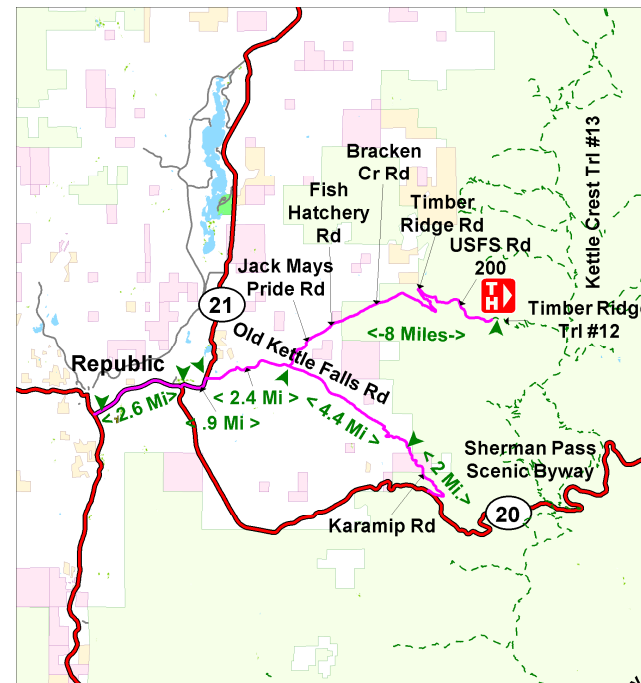 Kettle Crest Trl #13
Bracken
Cr Rd
Fish
Hatchery
Rd
Timber
Ridge Rd
USFS Rd
200
Jack Mays
Pride Rd
TH
21
Timber Ridge
Trl #12
<-8 Miles->
Old Kettle Falls Rd
Republic
< 2.6 Mi>
< .9 Mi>
< 2.4 Mi >
< 4.4 Mi >
< 2 Mi.>
Sherman Pass
Scenic Byway
20
Karamip Rd